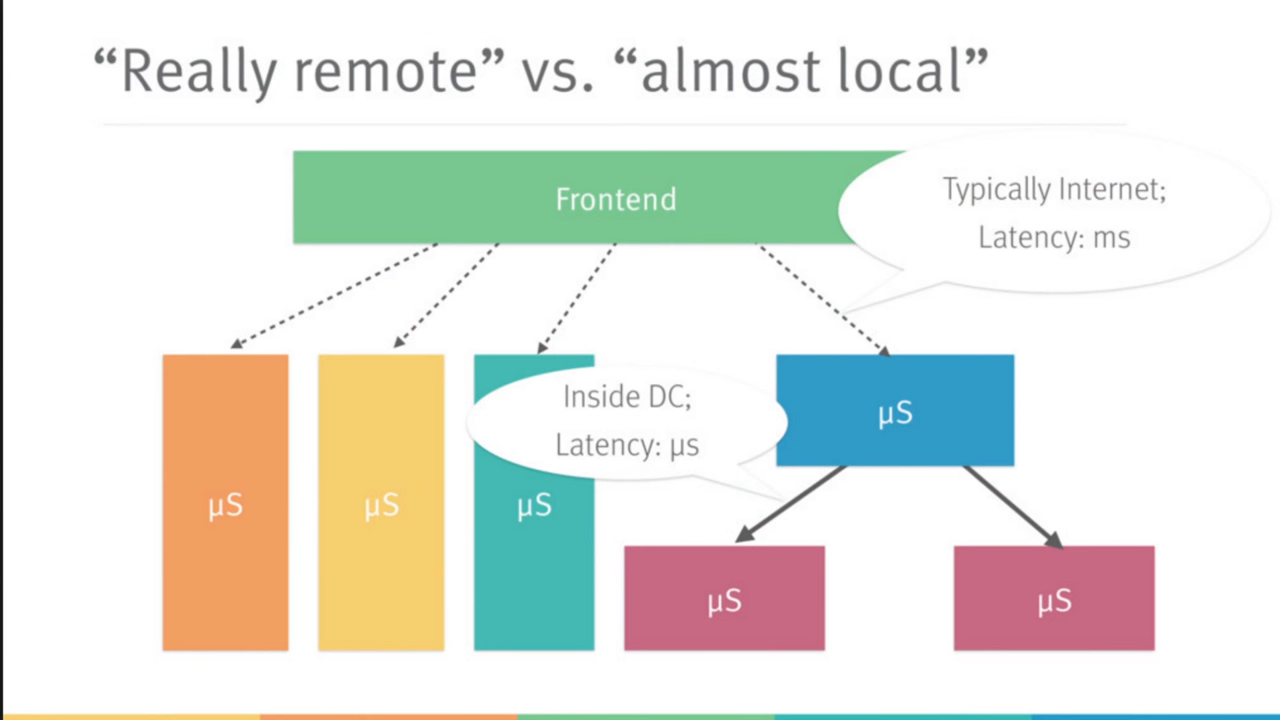 “Really remote” vs. “almost local”
Frontend
Typically Internet;
Latency: ms
Inside DC;
Latency: µs
µS
µS
µS
µS
µS
µS